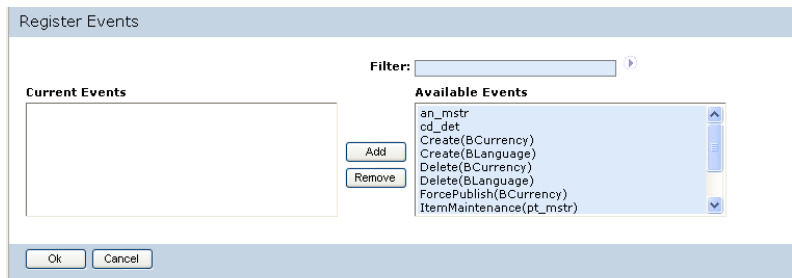 Register Events
Filter:
Current Events
Available Events
an_mstr
cd_det
Create(BCurrency)
Create(BLanguage)
Delete(BCurrency)
Delete(BLanguage)
ForcePublish(BCurrency)
ItemMaintenance(pt_mstr)
Add
Remove
Ok
Cancel